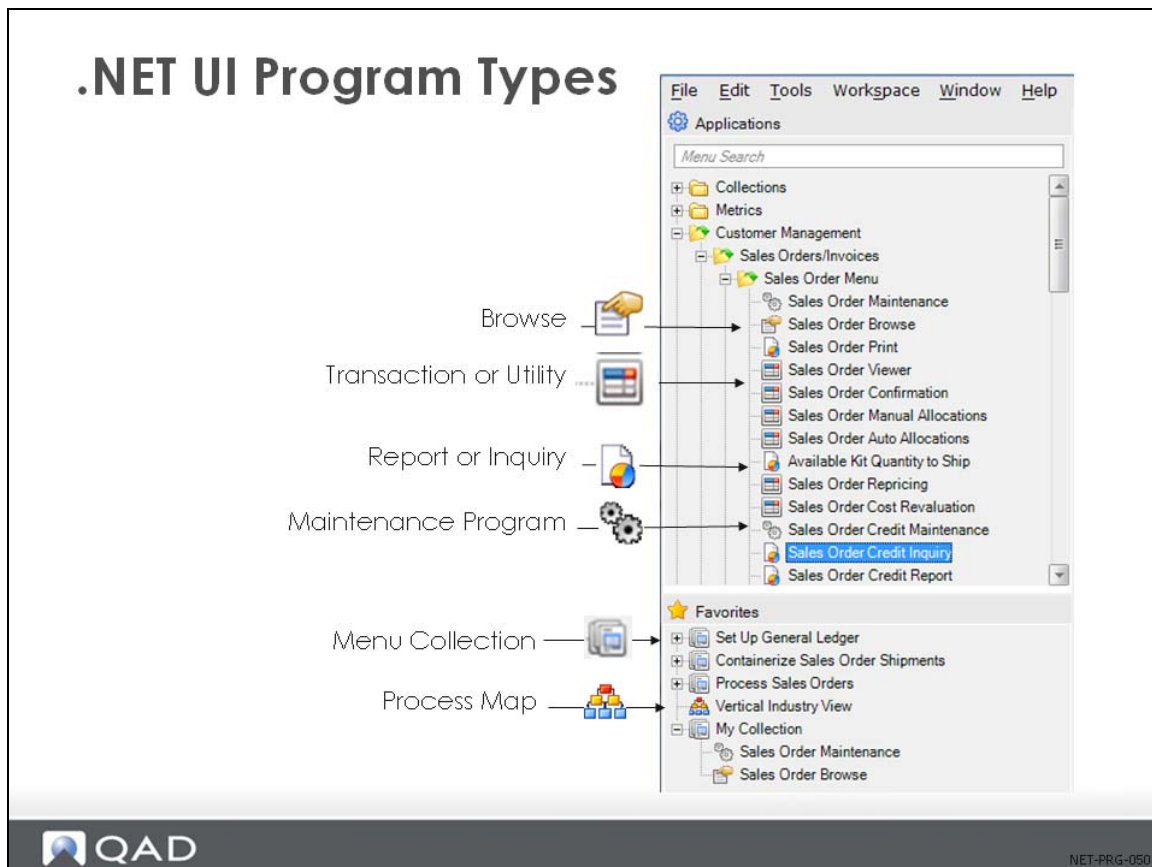 .NET UI Program Types
Browse
Transaction or Utility
Report or Inquiry
Maintenance Program
Menu Collection
Process Map
File Edit Tools Workspace Window Help
Applications
Menu Search
Collections
Metrics
Customer Management
Sales Orders/Invoices
Sales Order Menu
Sales Order Maintenance
Sales Order Browse
Sales Order Print
Sales Order Viewer
Sales Order Confirmation
Sales Order Manual Allocations
Sales Order Auto Allocations
Available Kit Quantity to Ship
Sales Order Repricing
Sales Order Cost Revaluation
Sales Order Credit Maintenance
Sales Order Credit Inquiry
Sales Order Credit Report
Favorites
Set Up General Ledger
Containerize Sales Order Shipments
Process Sales Orders
Vertical Industry View
My Collection
Sales Order Maintenance
Sales Order Browse
QAD
NET-PRG-050